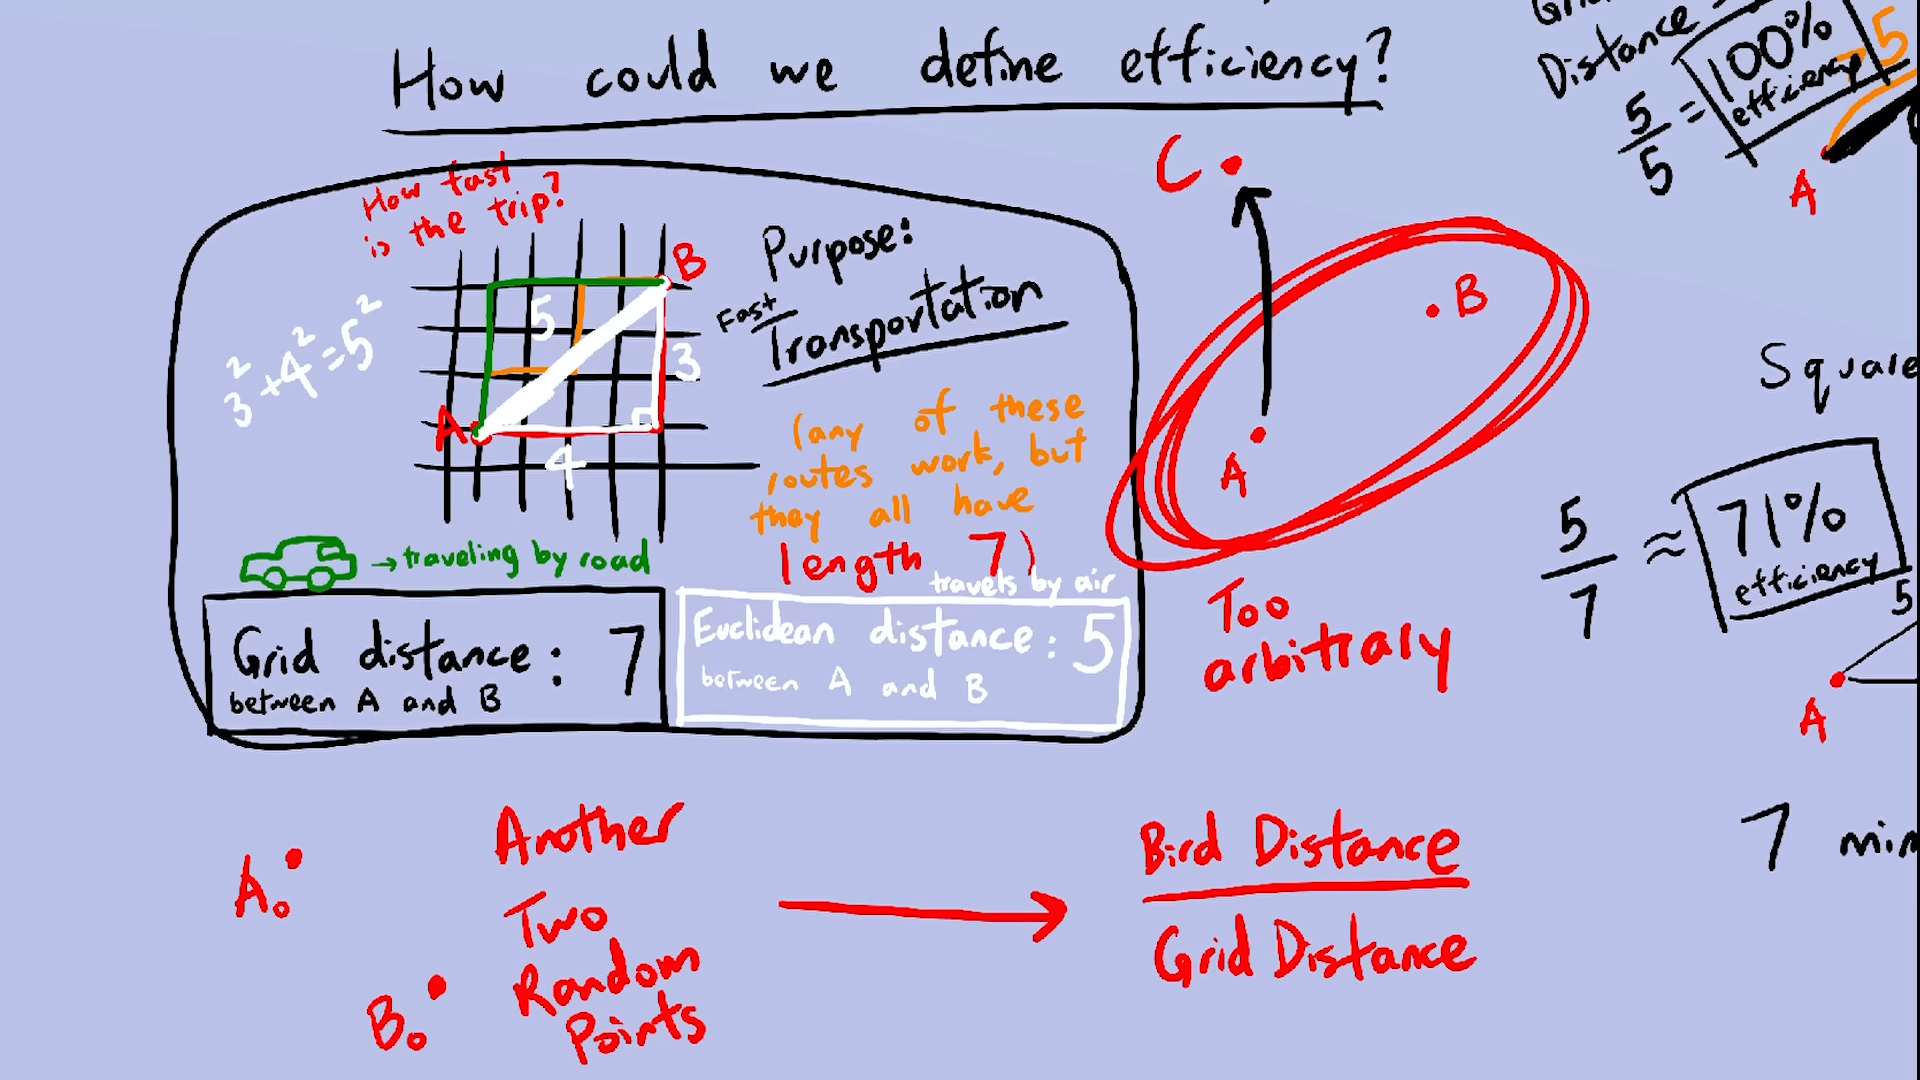 How could we define efficiency?
How fast
is the trip?
3² + 4² = 5²
A
B
5
3
4
Purpose:
Fast
Transportation
(any of these
routes work, but
they all have
length 7)
→ traveling by road
travels by air
Grid distance: 7
between A and B
Euclidean distance: 5
between A and B
C
B
A
Too
arbitrary
Distance
5/5 = 100%
efficiency
5
A
Square
5/7 ≈ 71%
efficiency
5
A
7 min
A₀
B₀
Another
Two
Random
Points
Bird Distance
Grid Distance